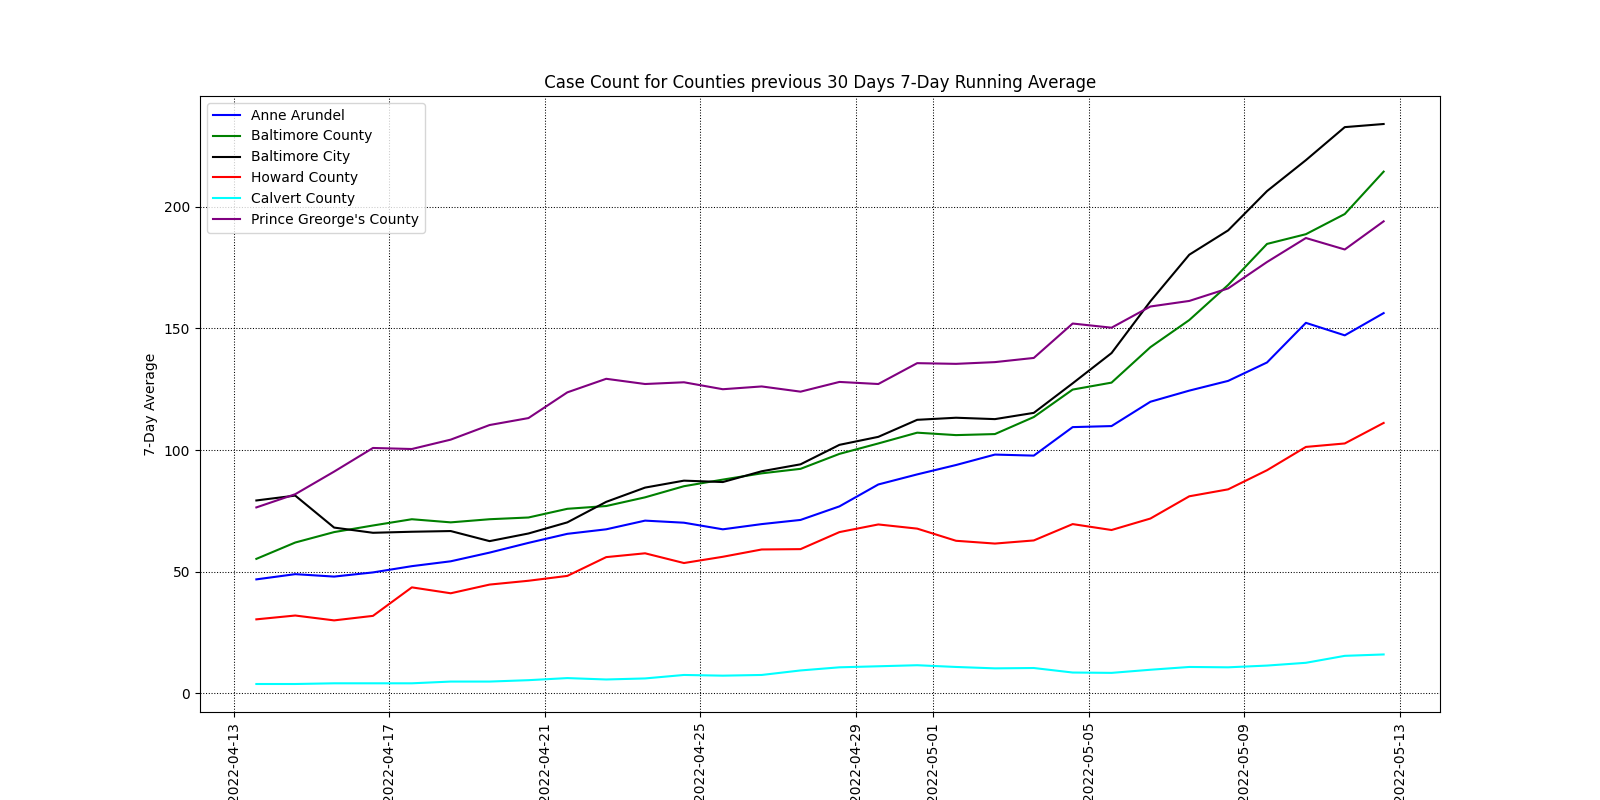 Case Count for Counties previous 30 Days 7-Day Running Average
Anne Arundel
Baltimore County
Baltimore City
Howard County
Calvert County
Prince Greorge's County
7-Day Average
200
150
100
50
0
2022-04-13
2022-04-17
2022-04-21
2022-04-25
2022-04-29
2022-05-01
2022-05-05
2022-05-09
2022-05-13